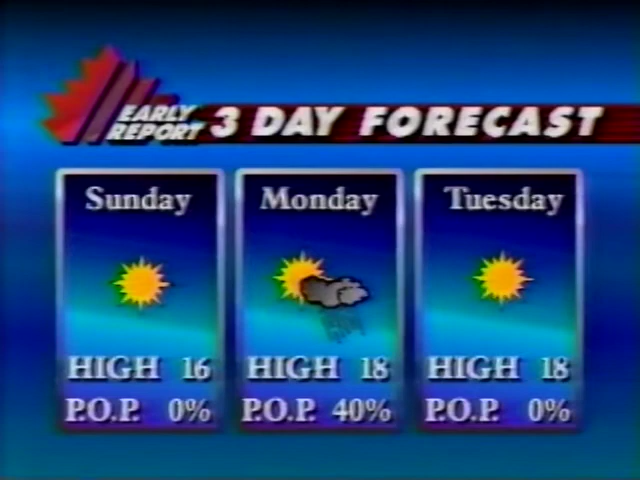 EARLY
REPORT 3 DAY FORECAST
Sunday
HIGH 16
P.O.P. 0%
Monday
HIGH 18
P.O.P. 40%
Tuesday
HIGH 18
P.O.P. 0%